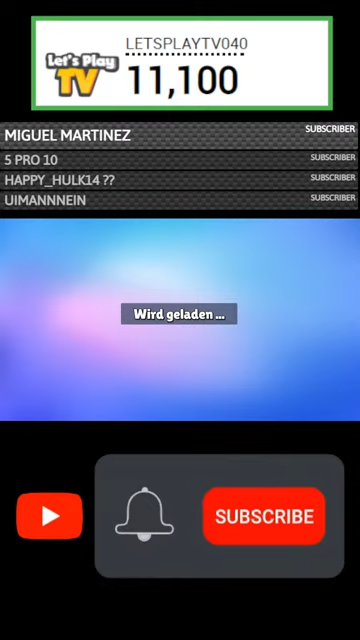 Let's Play
TV
LETSPLAYTV040
11,100
MIGUEL MARTINEZ SUBSCRIBER
5 PRO 10 SUBSCRIBER
HAPPY_HULK14 ?? SUBSCRIBER
UIMANNNEIN SUBSCRIBER
Wird geladen ...
SUBSCRIBE